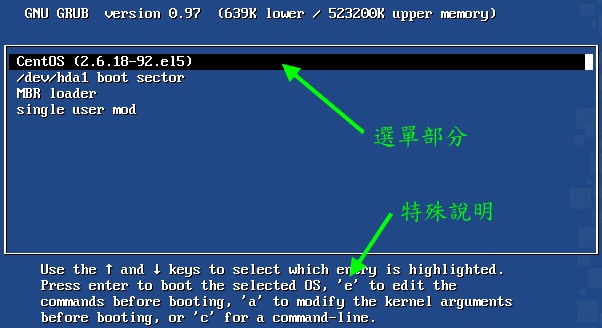 GNU GRUB  version 0.97  (639K lower / 523200K upper memory)
CentOS (2.6.18-92.el5)
/dev/hda1 boot sector
MBR loader
single user mod
選單部分
特殊說明
Use the ↑ and ↓ keys to select which entry is highlighted.
Press enter to boot the selected OS, 'e' to edit the
commands before booting, 'a' to modify the kernel arguments
before booting, or 'c' for a command-line.